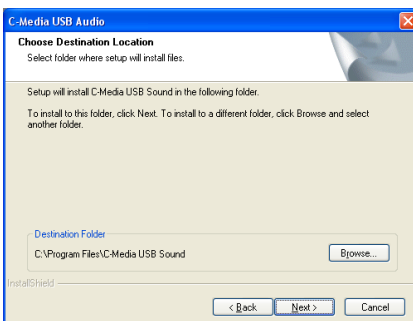 C-Media USB Audio
Choose Destination Location
Select folder where setup will install files.
Setup will install C-Media USB Sound in the following folder.
To install to this folder, click Next. To install to a different folder, click Browse and select
another folder.
Destination Folder
C:\Program Files\C-Media USB Sound
Browse...
InstallShield
< Back
Next >
Cancel